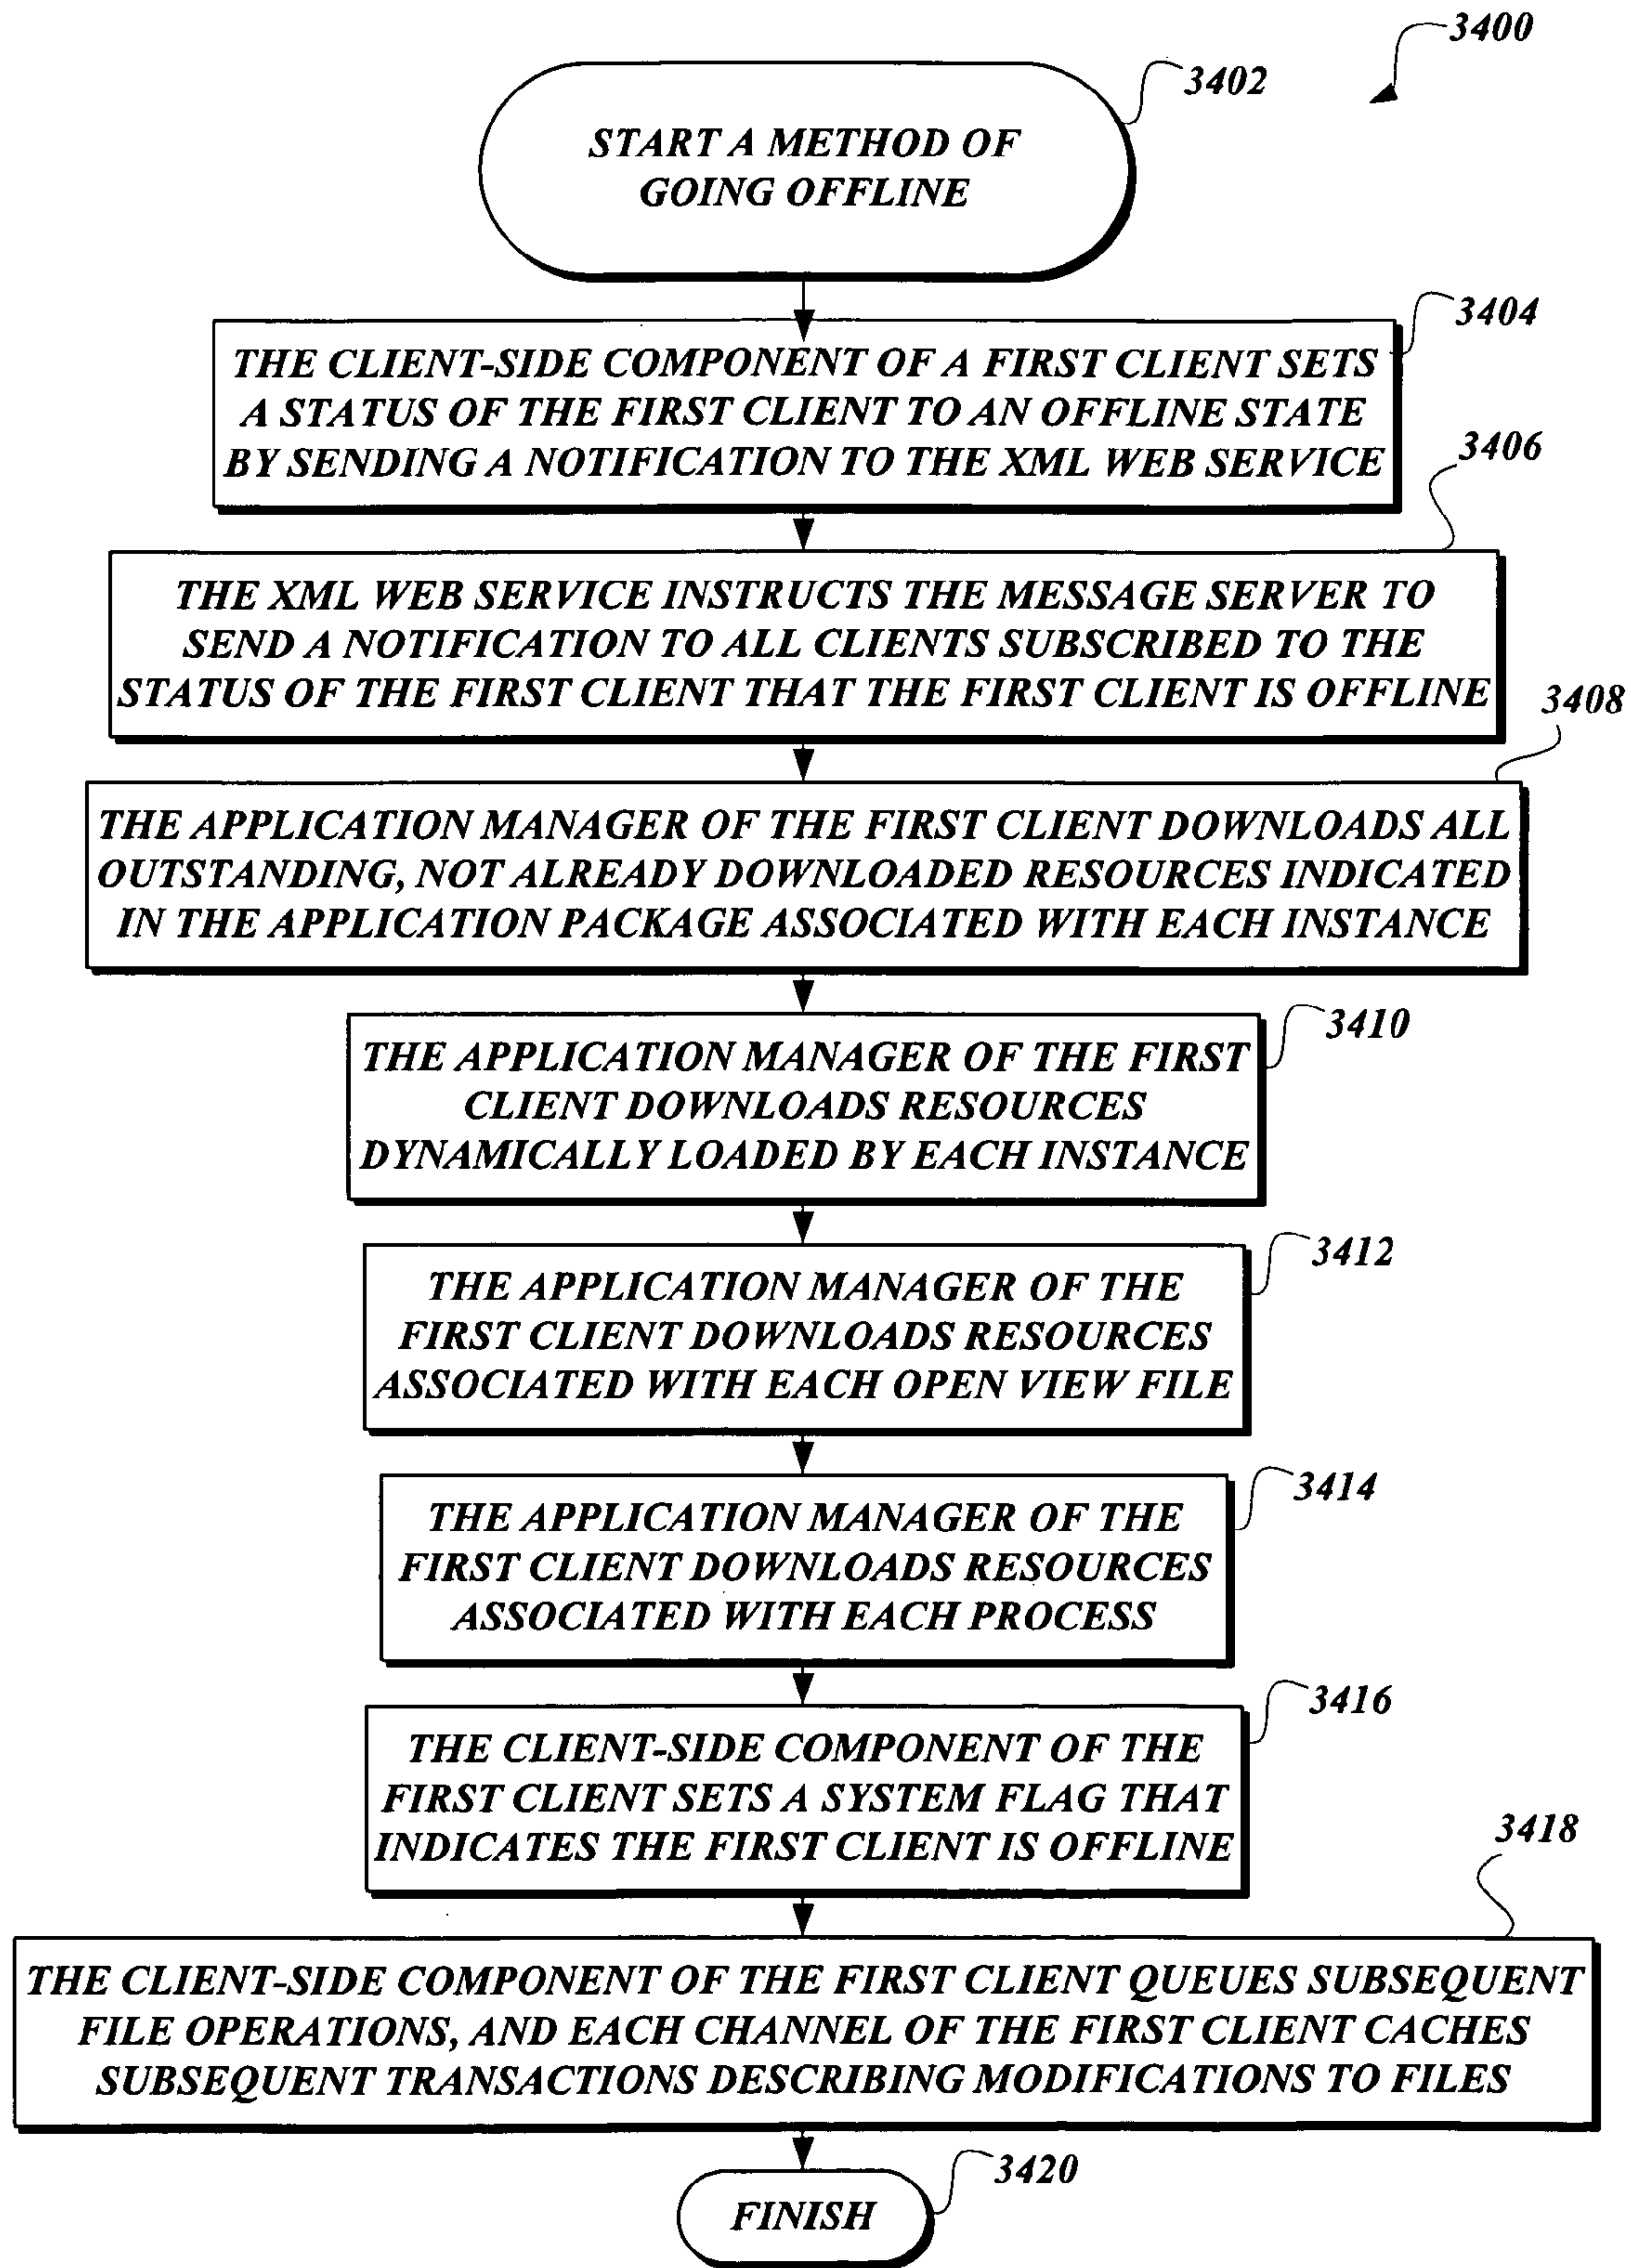 3400
3402
START A METHOD OF
GOING OFFLINE
3404
THE CLIENT-SIDE COMPONENT OF A FIRST CLIENT SETS
A STATUS OF THE FIRST CLIENT TO AN OFFLINE STATE
BY SENDING A NOTIFICATION TO THE XML WEB SERVICE
3406
THE XML WEB SERVICE INSTRUCTS THE MESSAGE SERVER TO
SEND A NOTIFICATION TO ALL CLIENTS SUBSCRIBED TO THE
STATUS OF THE FIRST CLIENT THAT THE FIRST CLIENT IS OFFLINE
3408
THE APPLICATION MANAGER OF THE FIRST CLIENT DOWNLOADS ALL
OUTSTANDING, NOT ALREADY DOWNLOADED RESOURCES INDICATED
IN THE APPLICATION PACKAGE ASSOCIATED WITH EACH INSTANCE
3410
THE APPLICATION MANAGER OF THE FIRST
CLIENT DOWNLOADS RESOURCES
DYNAMICALLY LOADED BY EACH INSTANCE
3412
THE APPLICATION MANAGER OF THE
FIRST CLIENT DOWNLOADS RESOURCES
ASSOCIATED WITH EACH OPEN VIEW FILE
3414
THE APPLICATION MANAGER OF THE
FIRST CLIENT DOWNLOADS RESOURCES
ASSOCIATED WITH EACH PROCESS
3416
THE CLIENT-SIDE COMPONENT OF THE
FIRST CLIENT SETS A SYSTEM FLAG THAT
INDICATES THE FIRST CLIENT IS OFFLINE
3418
THE CLIENT-SIDE COMPONENT OF THE FIRST CLIENT QUEUES SUBSEQUENT
FILE OPERATIONS, AND EACH CHANNEL OF THE FIRST CLIENT CACHES
SUBSEQUENT TRANSACTIONS DESCRIBING MODIFICATIONS TO FILES
3420
FINISH